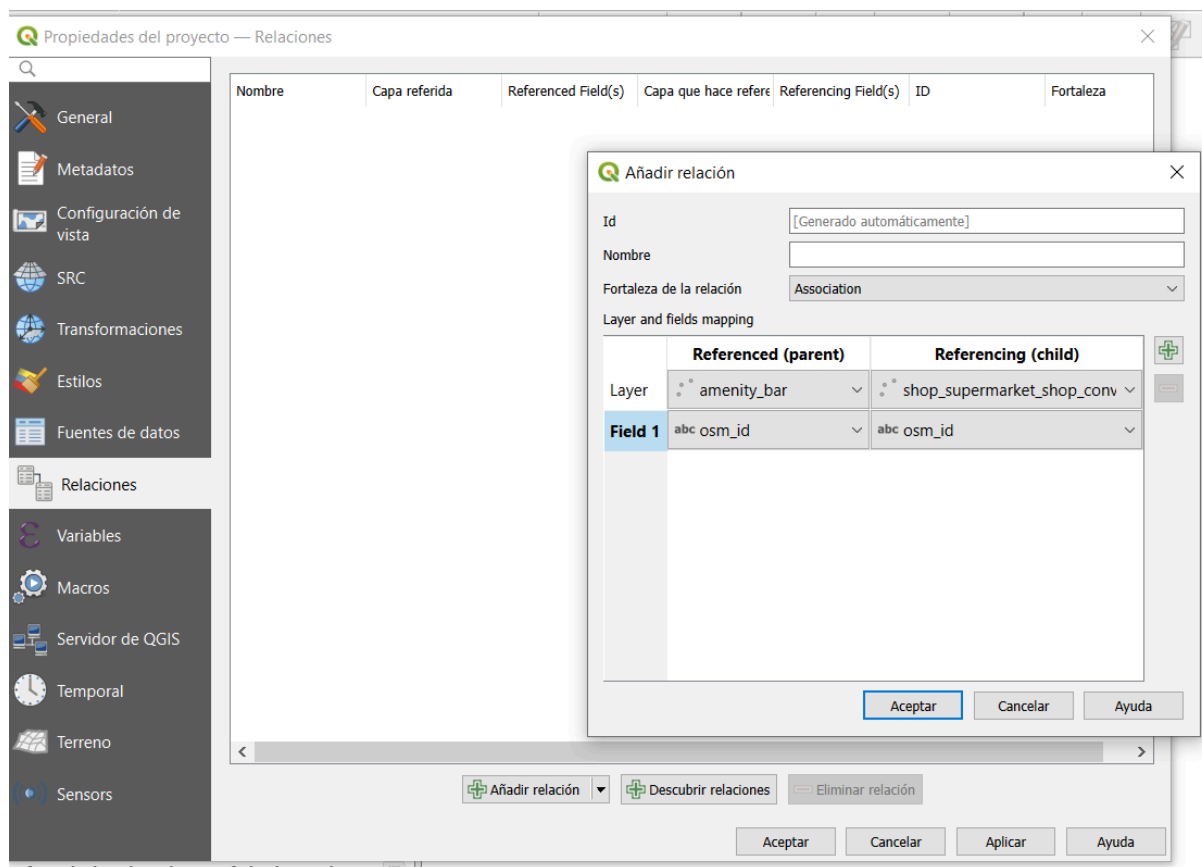 Propiedades del proyecto — Relaciones
Nombre
Capa referida
Referenced Field(s)
Capa que hace refere
Referencing Field(s)
ID
Fortaleza
General
Metadatos
Configuración de
vista
SRC
Transformaciones
Estilos
Fuentes de datos
Relaciones
Variables
Macros
Servidor de QGIS
Temporal
Terreno
Sensors
Añadir relación
Id
[Generado automáticamente]
Nombre
Fortaleza de la relación
Association
Layer and fields mapping
Referenced (parent)
Referencing (child)
Layer
amenity_bar
shop_supermarket_shop_conv
Field 1
abc osm_id
abc osm_id
Aceptar
Cancelar
Ayuda
Añadir relación
Descubrir relaciones
Eliminar relación
Aceptar
Cancelar
Aplicar
Ayuda